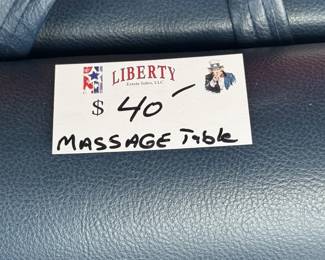 LIBERTY
Estate Sales, LLC
$ 40-
MASSAGE Table